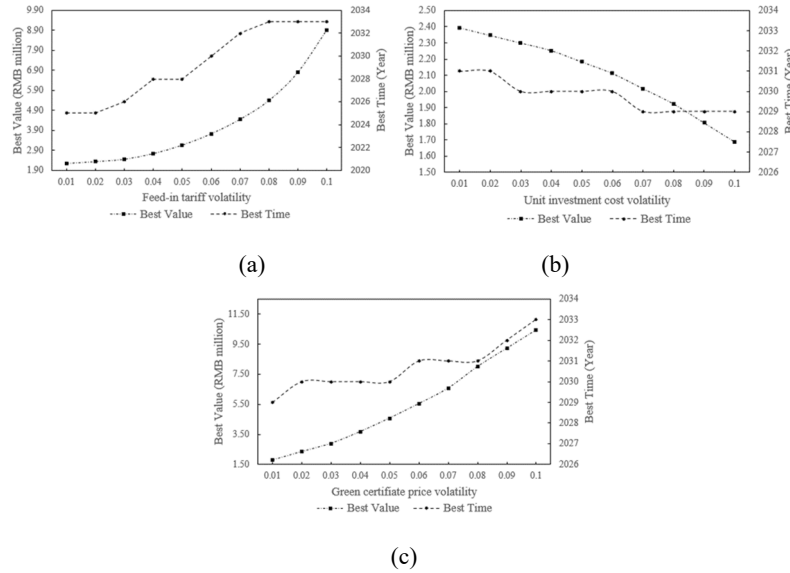 9.90
8.90
7.90
6.90
5.90
4.90
3.90
2.90
1.90
Best Value (RMB million)
2034
2032
2030
2028
2026
2024
2022
2020
Best Time (Year)
0.01 0.02 0.03 0.04 0.05 0.06 0.07 0.08 0.09 0.1
Feed-in tariff volatility
Best Value Best Time
(a)
2.50
2.40
2.30
2.20
2.10
2.00
1.90
1.80
1.70
1.60
1.50
Best Value (RMB million)
2034
2033
2032
2031
2030
2029
2028
2027
2026
Best Time (Year)
0.01 0.02 0.03 0.04 0.05 0.06 0.07 0.08 0.09 0.1
Unit investment cost volatility
Best Value Best Time
(b)
11.50
9.50
7.50
5.50
3.50
1.50
Best Value (RMB million)
2034
2033
2032
2031
2030
2029
2028
2027
2026
Best Time (Year)
0.01 0.02 0.03 0.04 0.05 0.06 0.07 0.08 0.09 0.1
Green certifiate price volatility
Best Value Best Time
(c)